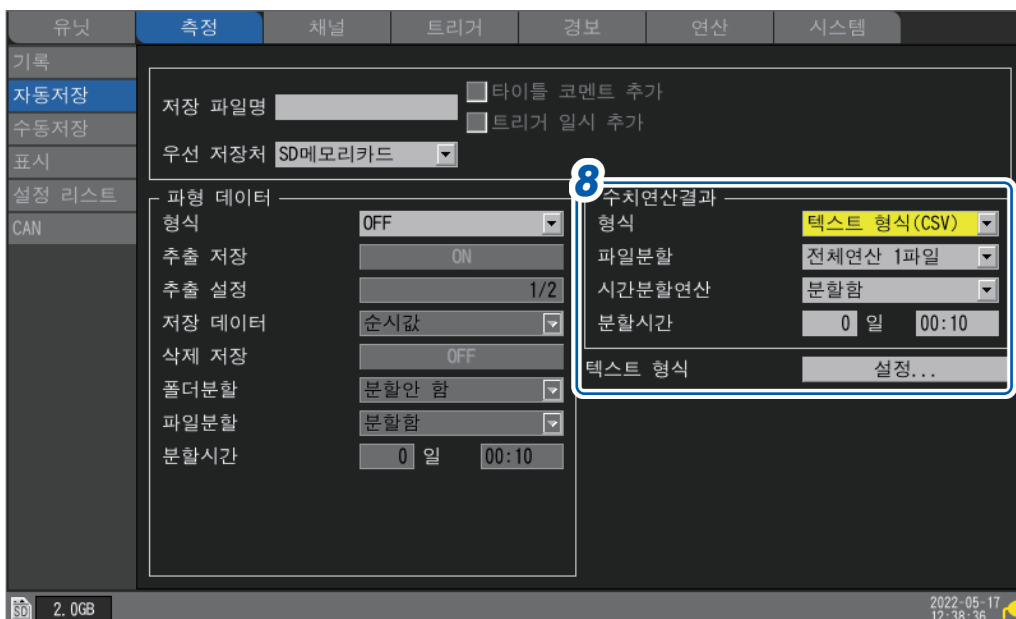 유닛 측정 채널 트리거 경보 연산 시스템
기록
자동저장
수동저장
표시
설정 리스트
CAN
저장 파일명
타이틀 코멘트 추가
트리거 일시 추가
우선 저장처 SD메모리카드
파형 데이터
형식 OFF
추출 저장 ON
추출 설정 1/2
저장 데이터 순시값
삭제 저장 OFF
폴더분할 분할안 함
파일분할 분할함
분할시간 0 일 00:10
8
수치연산결과
형식 텍스트 형식(CSV)
파일분할 전체연산 1파일
시간분할연산 분할함
분할시간 0 일 00:10
텍스트 형식 설정...
SD 2.0GB
2022-05-17
12:38:36